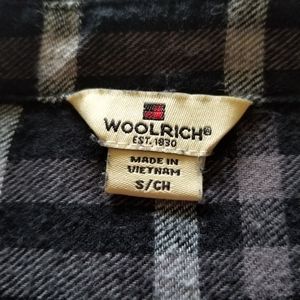 WOOLRICH®
EST. 1830
MADE IN
VIETNAM
S/CH